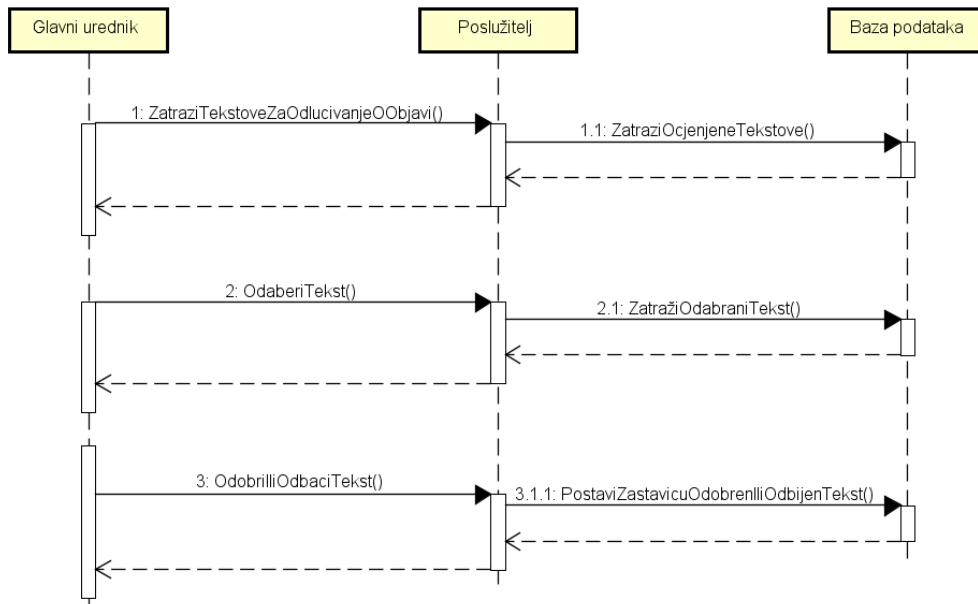 Glavni urednik
Poslužitelj
Baza podataka
1: ZatraziTekstoveZaOdlucivanjeOObjavi()
1.1: ZatraziOcjenjeneTekstove()
2: OdaberiTekst()
2.1: ZatražiOdabraniTekst()
3: OdobriIliOdbaciTekst()
3.1.1: PostaviZastavicuOdobrenIliOdbijenTekst()